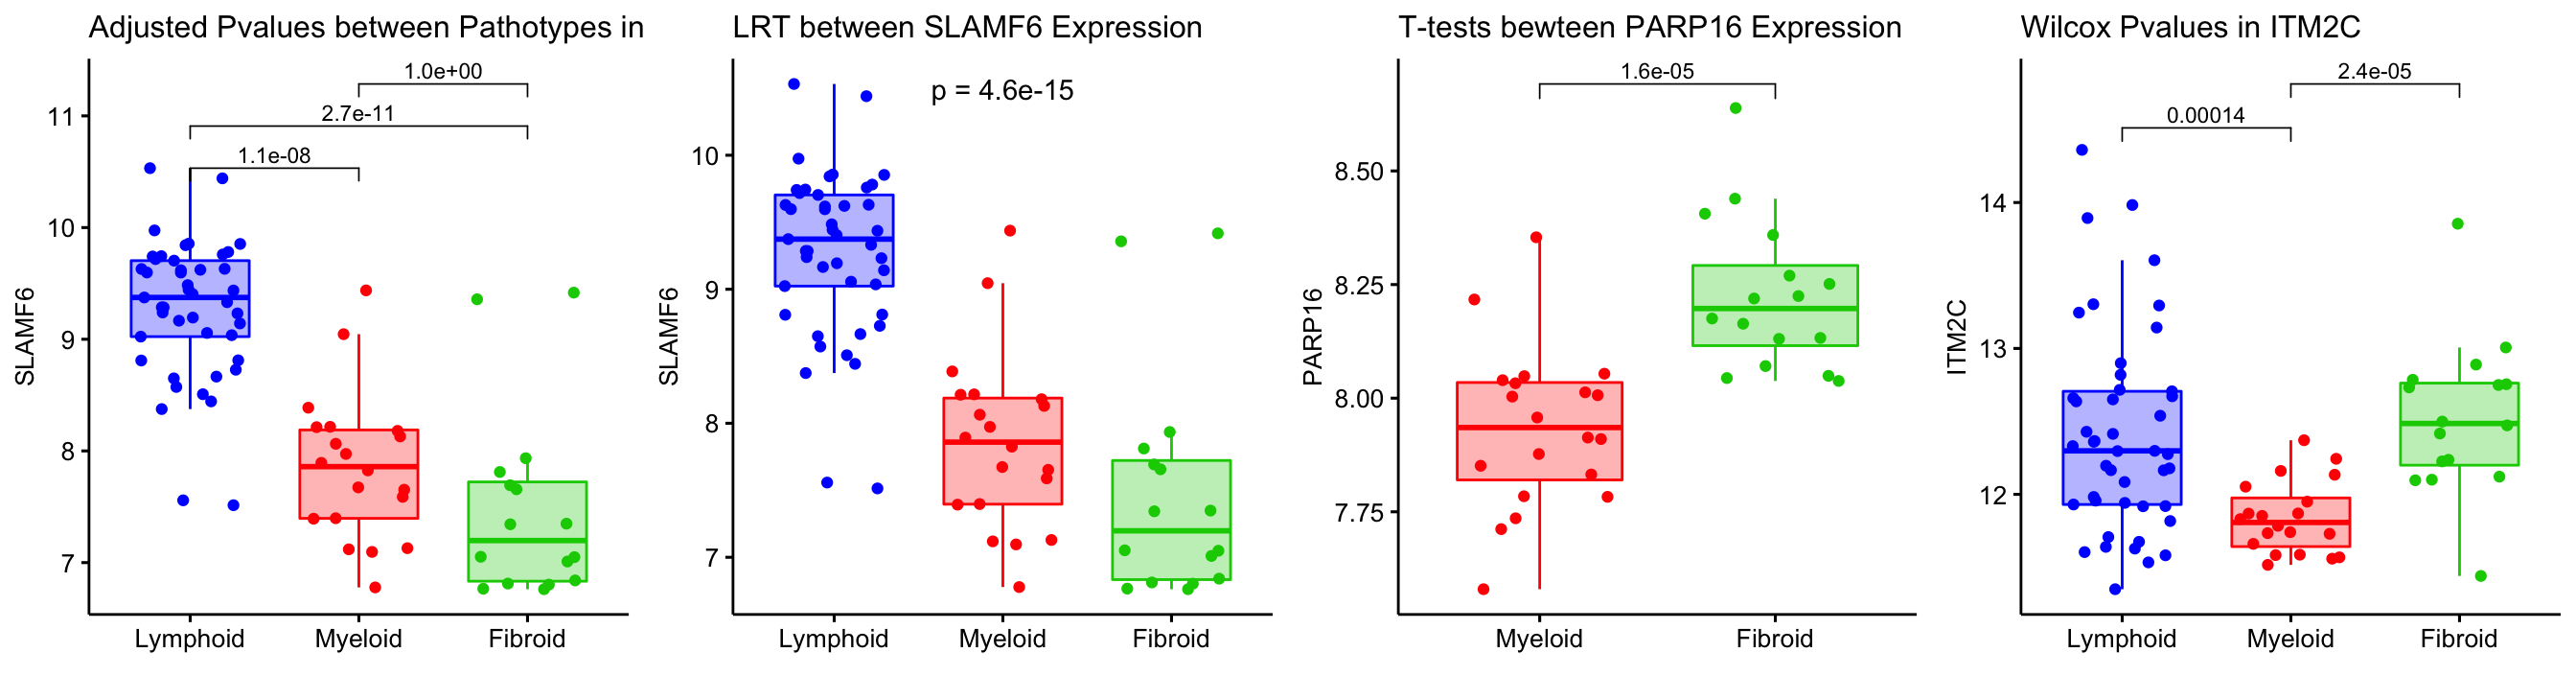 Adjusted Pvalues between Pathotypes in
1.0e+00
2.7e-11
1.1e-08
11
10
9
8
7
SLAMF6
Lymphoid Myeloid Fibroid
LRT between SLAMF6 Expression
p = 4.6e-15
10
9
8
7
SLAMF6
Lymphoid Myeloid Fibroid
T-tests bewteen PARP16 Expression
1.6e-05
8.50
8.25
8.00
7.75
PARP16
Myeloid Fibroid
Wilcox Pvalues in ITM2C
2.4e-05
0.00014
14
13
12
ITM2C
Lymphoid Myeloid Fibroid